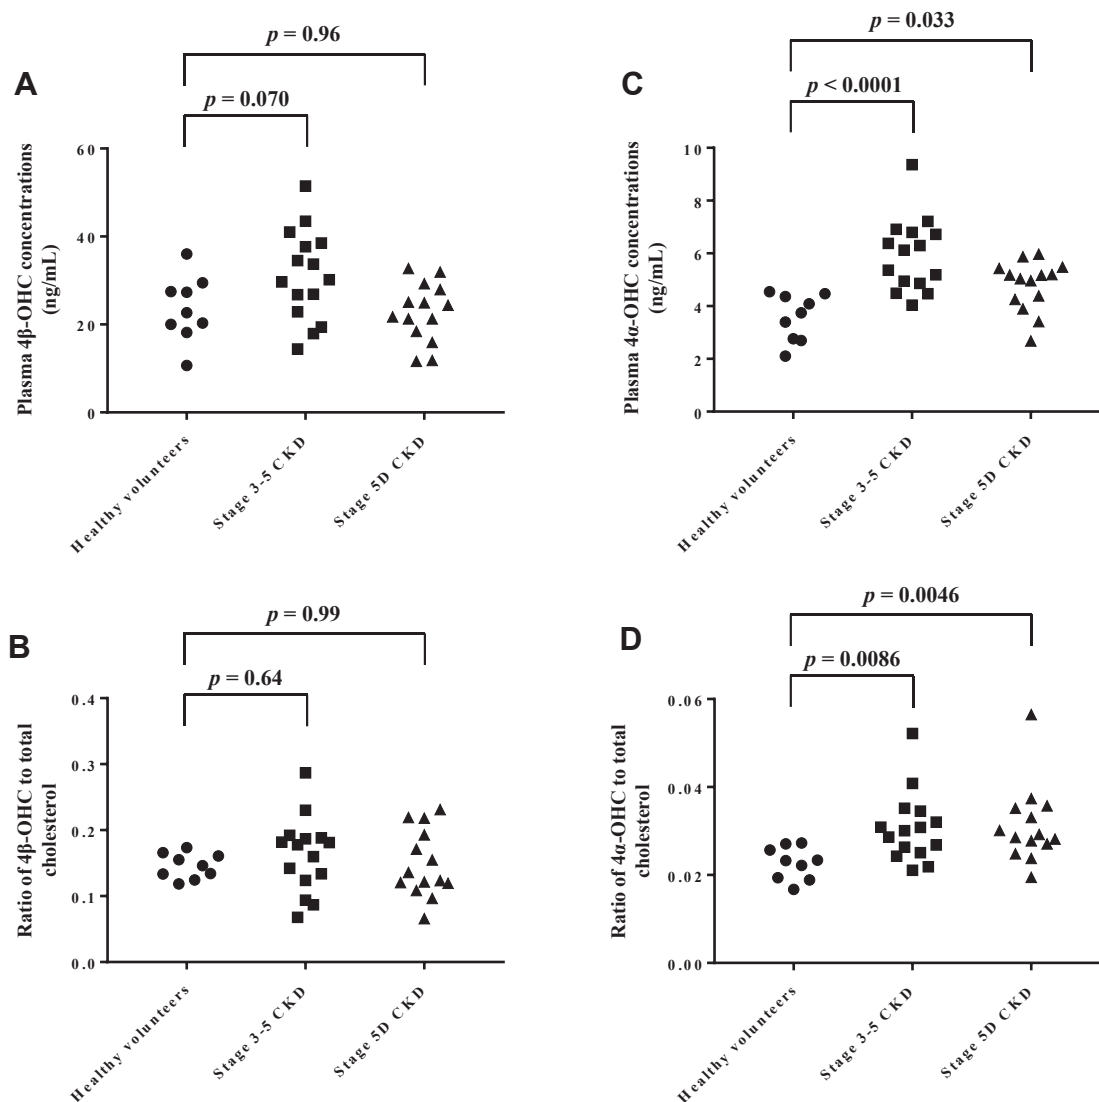 A
p = 0.96
p = 0.070
Plasma 4β-OHC concentrations
(ng/mL)
60
40
20
0
Healthy volunteers
Stage 3-5 CKD
Stage 5D CKD
C
p = 0.033
p < 0.0001
Plasma 4α-OHC concentrations
(ng/mL)
10
8
6
4
2
0
Healthy volunteers
Stage 3-5 CKD
Stage 5D CKD
B
p = 0.99
p = 0.64
Ratio of 4β-OHC to total
cholesterol
0.4
0.3
0.2
0.1
0.0
Healthy volunteers
Stage 3-5 CKD
Stage 5D CKD
D
p = 0.0046
p = 0.0086
Ratio of 4α-OHC to total
cholesterol
0.06
0.04
0.02
0.00
Healthy volunteers
Stage 3-5 CKD
Stage 5D CKD